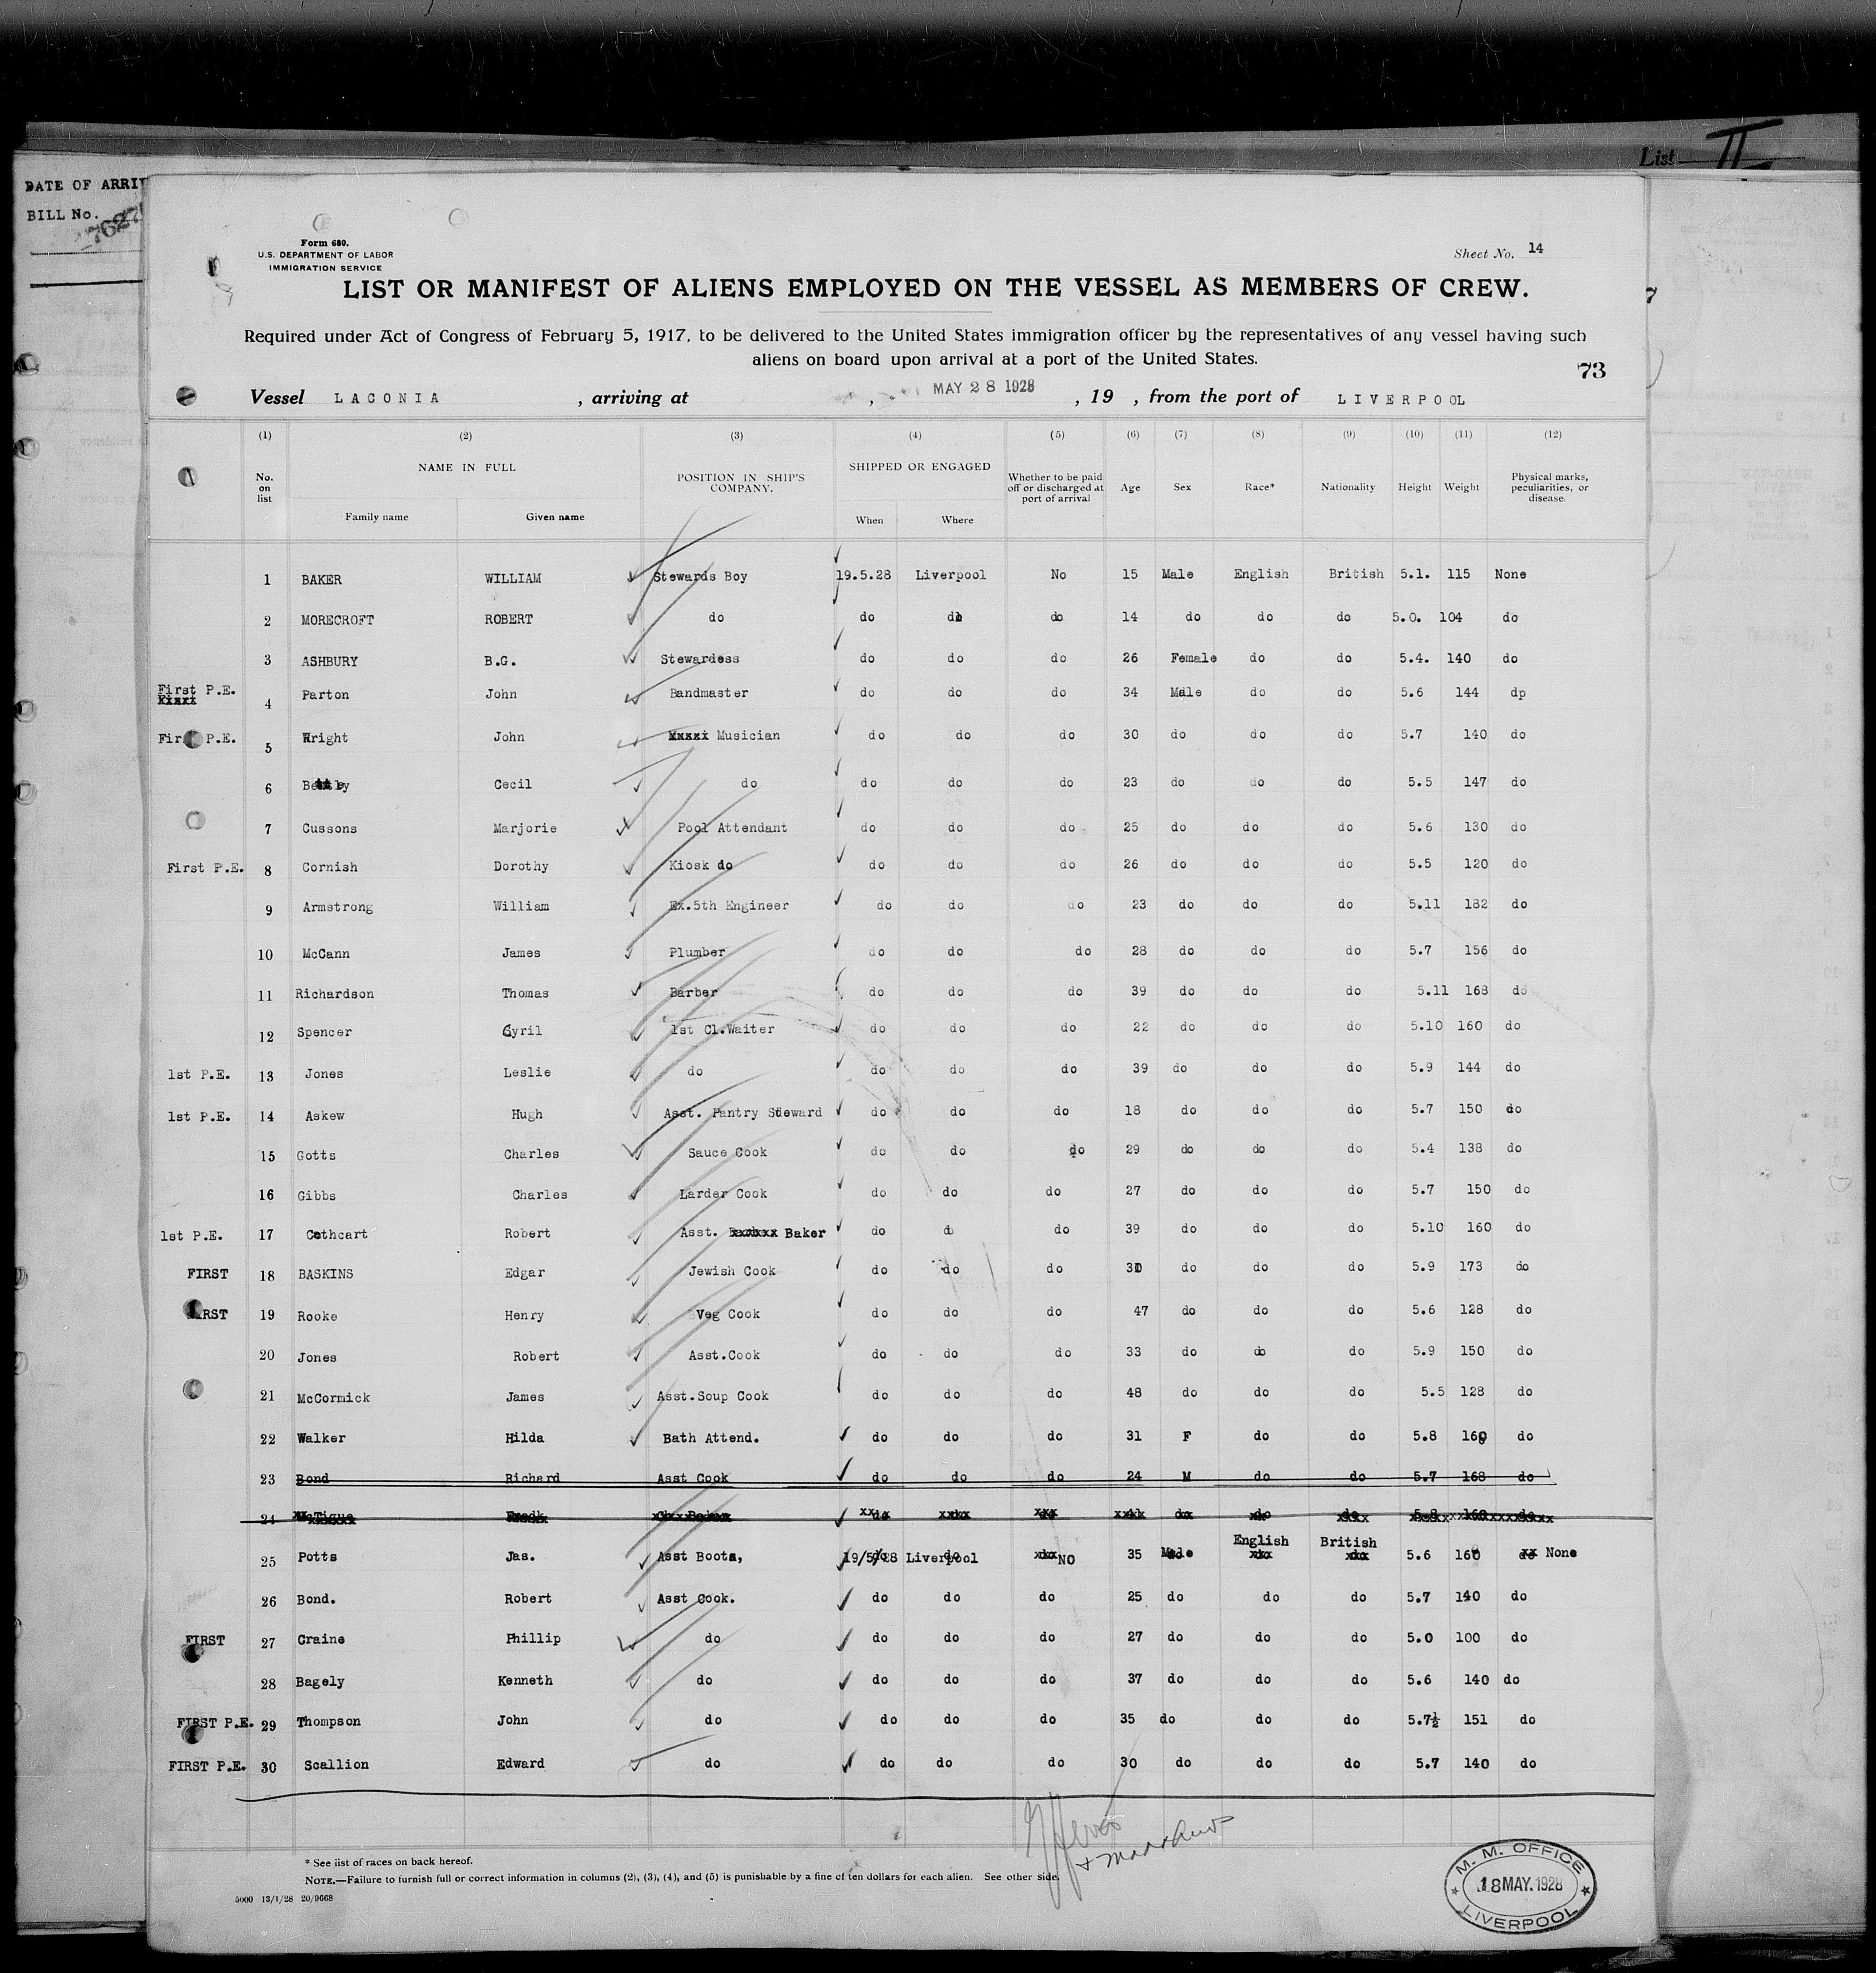 List II
DATE OF ARRIV
BILL No.
7627
Form 680.
U.S. DEPARTMENT OF LABOR
IMMIGRATION SERVICE
Sheet No. 14
LIST OR MANIFEST OF ALIENS EMPLOYED ON THE VESSEL AS MEMBERS OF CREW.
Required under Act of Congress of February 5, 1917, to be delivered to the United States immigration officer by the representatives of any vessel having such
aliens on board upon arrival at a port of the United States.
73
Vessel LACONIA , arriving at , MAY 28 1928 , 19 , from the port of LIVERPOOL
(1) (2) (3) (4) (5) (6) (7) (8) (9) (10) (11) (12)
No. on list NAME IN FULL Family name Given name POSITION IN SHIP'S COMPANY. SHIPPED OR ENGAGED When Where Whether to be paid off or discharged at port of arrival Age Sex Race* Nationality Height Weight Physical marks, peculiarities, or disease.
1 BAKER WILLIAM Stewards Boy 19.5.28 Liverpool No 15 Male English British 5.1. 115 None
2 MORECROFT ROBERT do do do do 14 do do do 5.0. 104 do
3 ASHBURY B.G. Stewardess do do do 26 Female do do 5.4. 140 do
First P.E. 4 Parton John Bandmaster do do do 34 Male do do 5.6 144 dp
First P.E. 5 Wright John Musician do do do 30 do do do 5.7 140 do
6 Cecil do do do do 23 do do do 5.5 147 do
7 Cussons Marjorie Pool Attendant do do do 25 do do do 5.6 130 do
First P.E. 8 Cornish Dorothy Kiosk do do do do 26 do do do 5.5 120 do
9 Armstrong William Ex.5th Engineer do do do 23 do do do 5.11 182 do
10 McCann James Plumber do do do 28 do do do 5.7 156 do
11 Richardson Thomas Barber do do do 39 do do do 5.11 168 do
12 Spencer Cyril 1st Cl.Waiter do do do 22 do do do 5.10 160 do
1st P.E. 13 Jones Leslie do do do do 39 do do do 5.9 144 do
1st P.E. 14 Askew Hugh Asst. Pantry Steward do do do 18 do do do 5.7 150 do
15 Gotts Charles Sauce Cook do do do 29 do do do 5.4 138 do
16 Gibbs Charles Larder Cook do do do 27 do do do 5.7 150 do
1st P.E. 17 Cathcart Robert Asst. Baker do d do 39 do do do 5.10 160 do
FIRST 18 BASKINS Edgar Jewish Cook do do do do do do 5.9 173 do
FIRST 19 Rooke Henry Veg Cook do do do 47 do do do 5.6 128 do
20 Jones Robert Asst.Cook do do do 33 do do do 5.9 150 do
21 McCormick James Asst.Soup Cook do do do 48 do do do 5.5 128 do
22 Walker Hilda Bath Attend. do do do 31 F do do 5.8 160 do
23 Bond Richard Asst Cook do do do 24 M do do 5.7 168 do
24 McTigue Fredk do do do do do do 5.8 160 do
25 Potts Jas. Asst Boots, 19/5/28 Liverpool NO 35 Male English British 5.6 160 None
26 Bond. Robert Asst Cook. do do do 25 do do do 5.7 140 do
FIRST 27 Craine Phillip do do do do 27 do do do 5.0 100 do
28 Bagely Kenneth do do do do 37 do do do 5.6 140 do
FIRST P.E. 29 Thompson John do do do do 35 do do do 5.7½ 151 do
FIRST P.E. 30 Scallion Edward do do do do 30 do do do 5.7 140 do
* See list of races on back hereof.
NOTE.—Failure to furnish full or correct information in columns (2), (3), (4), and (5) is punishable by a fine of ten dollars for each alien. See other side.
5000 13/1/28 20/9668
M. M. OFFICE
18 MAY. 1928
LIVERPOOL